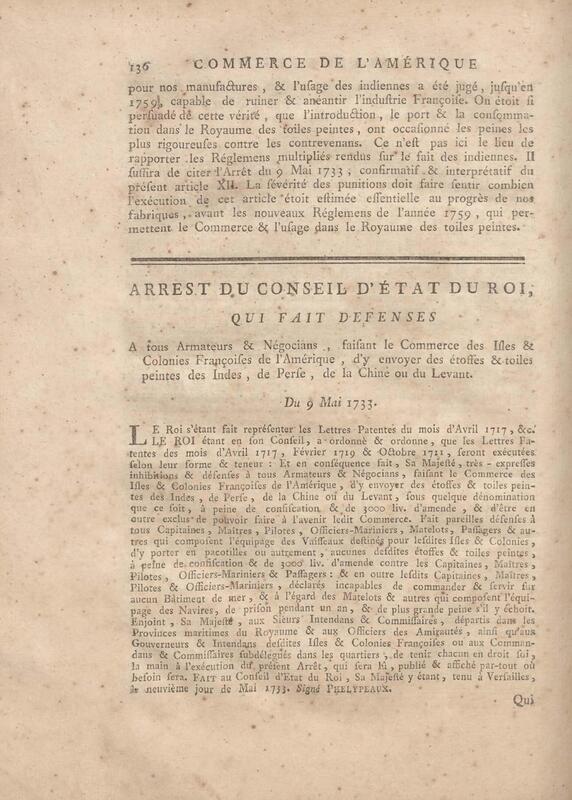 136 COMMERCE DE L'AMÉRIQUE
pour nos manufactures, & l'usage des indiennes a été jugé, jusqu'en
1759, capable de ruiner & anéantir l'industrie Françoise. On étoit si
persuadé de cette vérité, que l'introduction, le port & la consomma-
tion dans le Royaume des toiles peintes, ont occasionné les peines les
plus rigoureuses contre les contrevenans. Ce n'est pas ici le lieu de
rapporter les Réglemens multipliés rendus sur le fait des indiennes. Il
suffira de citer l'Arrêt du 9 Mai 1733, confirmatif & interprétatif du
présent article XII. La sévérité des punitions doit faire sentir combien
l'exécution de cet article étoit estimée essentielle au progrès de nos
fabriques, avant les nouveaux Réglemens de l'année 1759, qui per-
mettent le Commerce & l'usage dans le Royaume des toiles peintes.
ARREST DU CONSEIL D'ÉTAT DU ROI,
QUI FAIT DEFENSES
A tous Armateurs & Négocians, faisant le Commerce des Isles &
Colonies Françoises de l'Amérique, d'y envoyer des étoffes & toiles
peintes des Indes, de Perse, de la Chine ou du Levant.
Du 9 Mai 1733.
LE Roi s'étant fait représenter les Lettres Patentes du mois d'Avril 1717, &c.
LE ROI étant en son Conseil, a ordonné & ordonne, que les Lettres Pa-
tentes des mois d'Avril 1717, Février 1719 & Octobre 1721, seront exécutées
selon leur forme & teneur : Et en conséquence fait, Sa Majesté, très-expresses
inhibitions & défenses à tous Armateurs & Négocians, faisant le Commerce des
Isles & Colonies Françoises de l'Amérique, d'y envoyer des étoffes & toiles pein-
tes des Indes, de Perse, de la Chine ou du Levant, sous quelque dénomination
que ce soit, à peine de confiscation & de 3000 liv. d'amende, & d'être en
outre exclus de pouvoir faire à l'avenir ledit Commerce. Fait pareilles défenses à
tous Capitaines, Maîtres, Pilotes, Officiers-Mariniers, Matelots, Passagers & au-
tres qui composent l'équipage des Vaisseaux destinés pour lesdites Isles & Colonies,
d'y porter en pacotilles ou autrement, aucunes desdites étoffes & toiles peintes,
à peine de confiscation & de 3000 liv. d'amende contre les Capitaines, Maîtres,
Pilotes, Officiers-Mariniers & Passagers : & en outre lesdits Capitaines, Maîtres,
Pilotes & Officiers-Mariniers, déclarés incapables de commander & servir sur
aucun Bâtiment de mer, & à l'égard des Matelots & autres qui composent l'équi-
page des Navires, de prison pendant un an, & de plus grande peine s'il y échoit.
Enjoint, Sa Majesté, aux Sieurs Intendans & Commissaires, départis dans les
Provinces maritimes du Royaume & aux Officiers des Amirautés, ainsi qu'aux
Gouverneurs & Intendans desdites Isles & Colonies Françoises ou aux Comman-
dans & Commissaires subdélégués dans les quartiers, de tenir chacun en droit soi,
la main à l'exécution du présent Arrêt, qui sera lû, publié & affiché par-tout où
besoin sera. FAIT au Conseil d'Etat du Roi, Sa Majesté y étant, tenu à Versailles,
le neuvième jour de Mai 1733. Signé PHELYPEAUX.
Qui